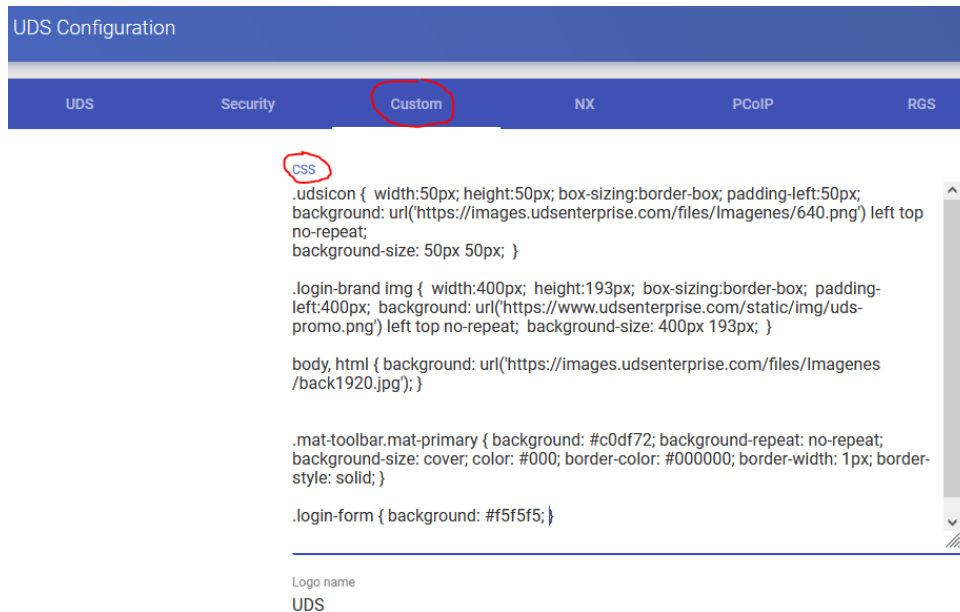 UDS Configuration
UDS Security Custom NX PCoIP RGS
CSS
.udsicon {  width:50px; height:50px; box-sizing:border-box; padding-left:50px;
background: url('https://images.udsenterprise.com/files/Imagenes/640.png') left top
no-repeat;
background-size: 50px 50px;  }
.login-brand img {  width:400px;  height:193px;  box-sizing:border-box;  padding-
left:400px;  background: url('https://www.udsenterprise.com/static/img/uds-
promo.png') left top no-repeat;  background-size: 400px 193px;  }
body, html { background: url('https://images.udsenterprise.com/files/Imagenes
/back1920.jpg'); }
.mat-toolbar.mat-primary { background: #c0df72; background-repeat: no-repeat;
background-size: cover; color: #000; border-color: #000000; border-width: 1px; border-
style: solid; }
.login-form { background: #f5f5f5; }
Logo name
UDS